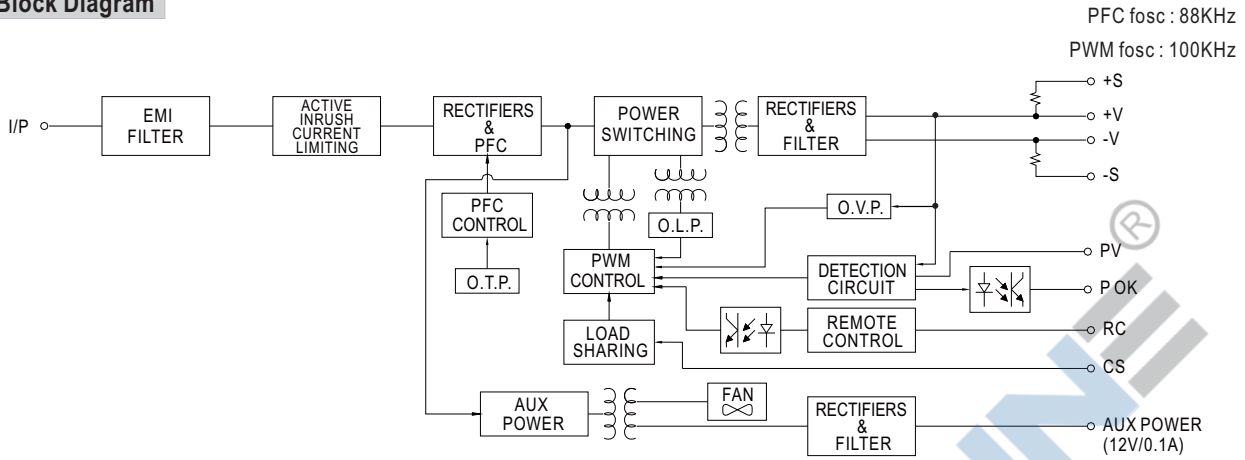 Block Diagram
PFC fosc : 88KHz
PWM fosc : 100KHz
I/P
EMI
FILTER
ACTIVE
INRUSH
CURRENT
LIMITING
RECTIFIERS
&
PFC
POWER
SWITCHING
RECTIFIERS
&
FILTER
+S
+V
-V
-S
PFC
CONTROL
O.T.P.
O.L.P.
O.V.P.
PWM
CONTROL
DETECTION
CIRCUIT
PV
P OK
LOAD
SHARING
REMOTE
CONTROL
RC
CS
AUX
POWER
FAN
RECTIFIERS
&
FILTER
AUX POWER
(12V/0.1A)
®